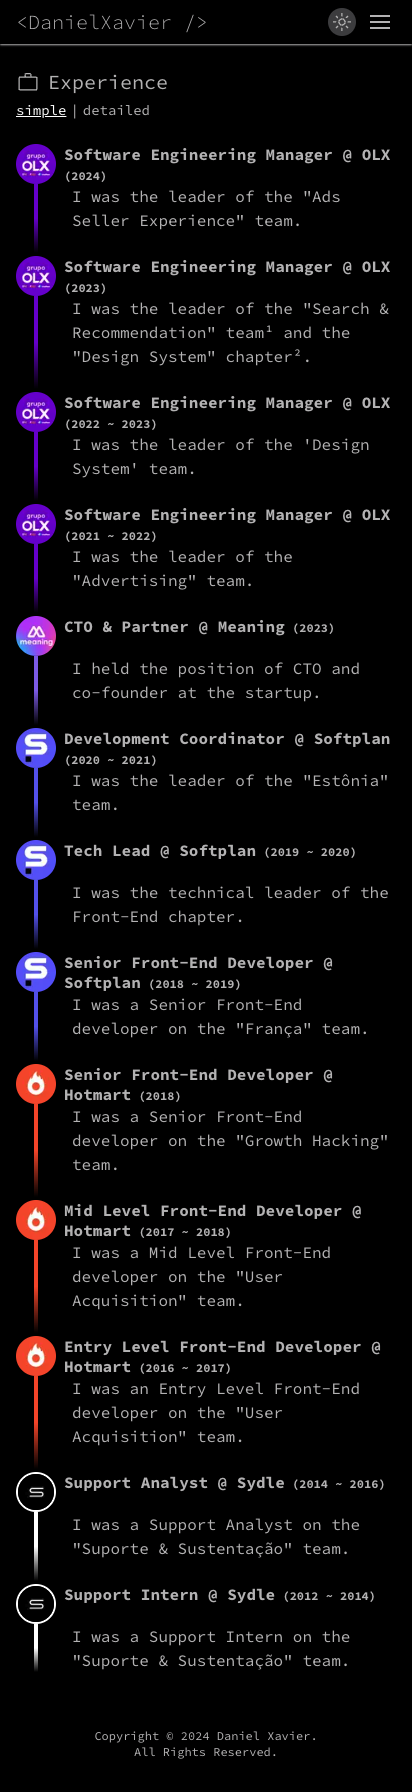 <DanielXavier />
Experience
simple | detailed
grupo
OLX
Software Engineering Manager @ OLX
(2024)
I was the leader of the "Ads
Seller Experience" team.
grupo
OLX
Software Engineering Manager @ OLX
(2023)
I was the leader of the "Search &
Recommendation" team¹ and the
"Design System" chapter².
grupo
OLX
Software Engineering Manager @ OLX
(2022 ~ 2023)
I was the leader of the 'Design
System' team.
grupo
OLX
Software Engineering Manager @ OLX
(2021 ~ 2022)
I was the leader of the
"Advertising" team.
meaning
CTO & Partner @ Meaning (2023)
I held the position of CTO and
co-founder at the startup.
Development Coordinator @ Softplan
(2020 ~ 2021)
I was the leader of the "Estônia"
team.
Tech Lead @ Softplan (2019 ~ 2020)
I was the technical leader of the
Front-End chapter.
Senior Front-End Developer @
Softplan (2018 ~ 2019)
I was a Senior Front-End
developer on the "França" team.
Senior Front-End Developer @
Hotmart (2018)
I was a Senior Front-End
developer on the "Growth Hacking"
team.
Mid Level Front-End Developer @
Hotmart (2017 ~ 2018)
I was a Mid Level Front-End
developer on the "User
Acquisition" team.
Entry Level Front-End Developer @
Hotmart (2016 ~ 2017)
I was an Entry Level Front-End
developer on the "User
Acquisition" team.
Support Analyst @ Sydle (2014 ~ 2016)
I was a Support Analyst on the
"Suporte & Sustentação" team.
Support Intern @ Sydle (2012 ~ 2014)
I was a Support Intern on the
"Suporte & Sustentação" team.
Copyright © 2024 Daniel Xavier.
All Rights Reserved.